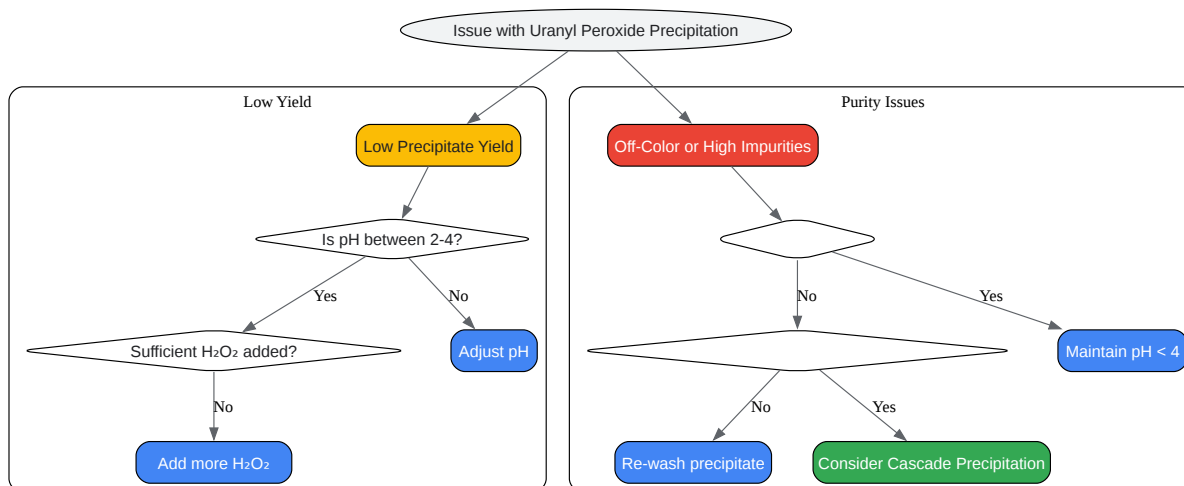 Issue with Uranyl Peroxide Precipitation
Low Yield
Purity Issues
Low Precipitate Yield
Off-Color or High Impurities
Is pH between 2-4?
Yes
No
No
Yes
Sufficient H₂O₂ added?
Adjust pH
Maintain pH < 4
No
No
Yes
Add more H₂O₂
Re-wash precipitate
Consider Cascade Precipitation